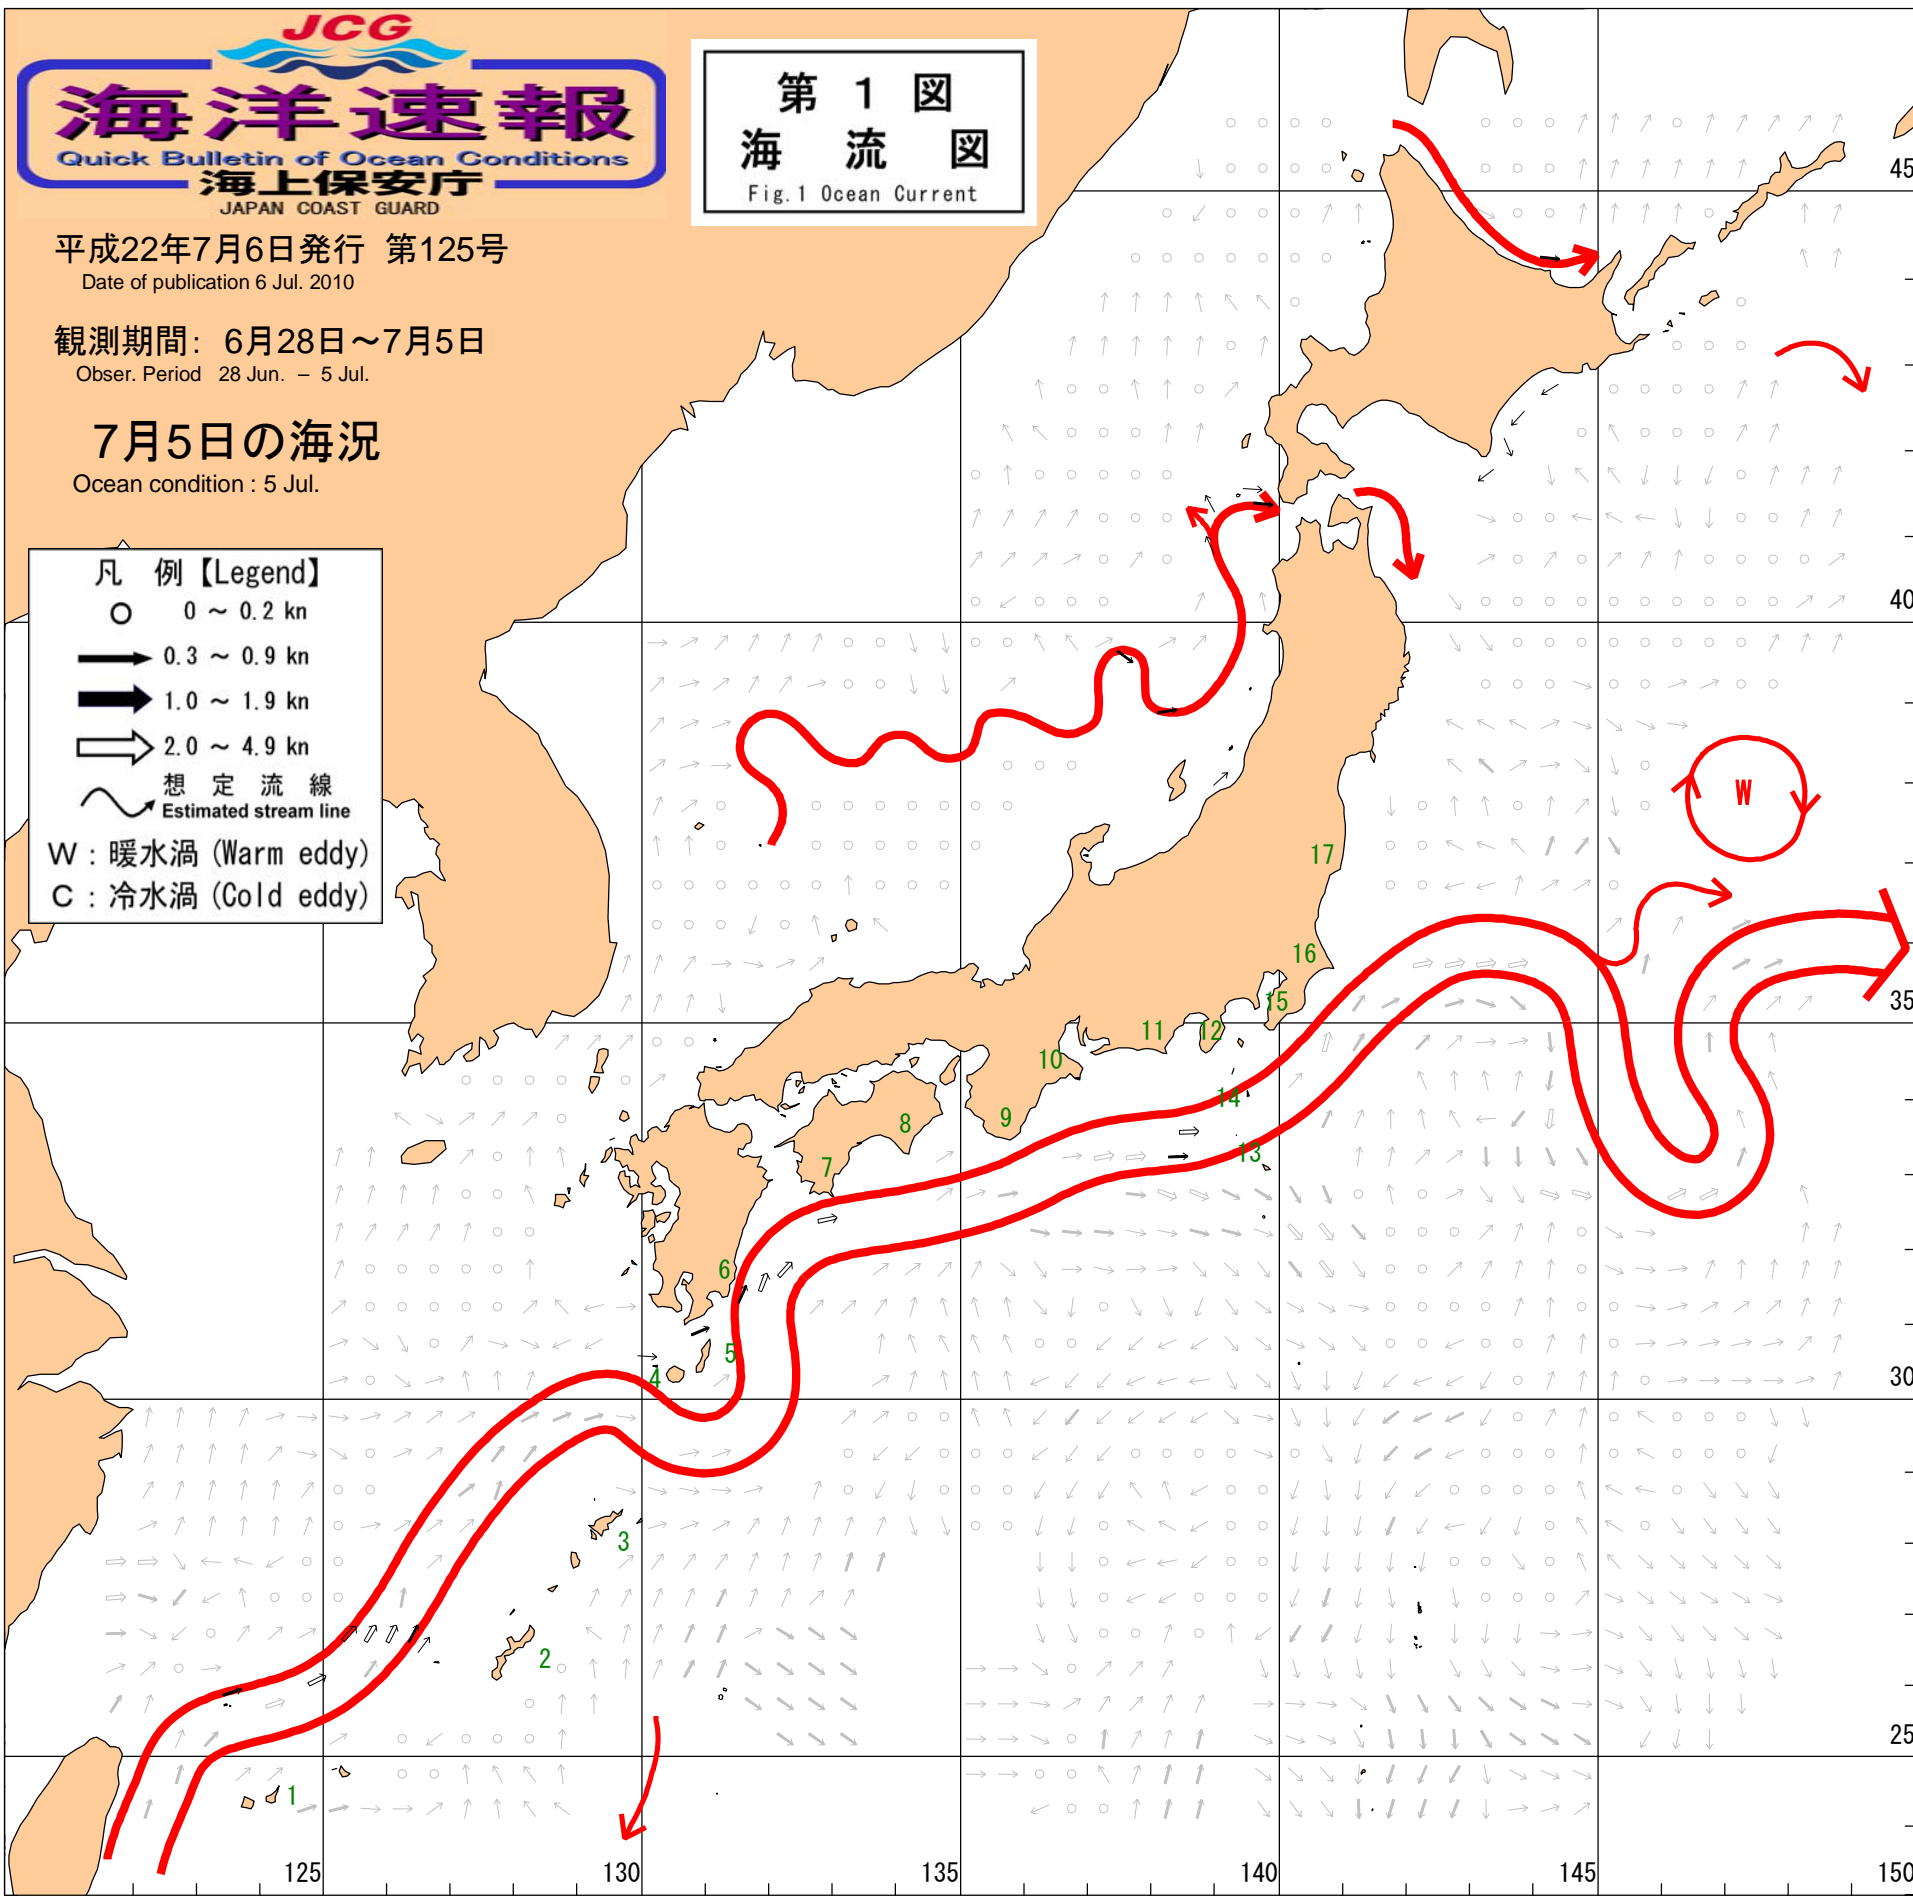 JCG
海洋速報
Quick Bulletin of Ocean Conditions
海上保安庁
JAPAN COAST GUARD
第 1 図
海 流 図
Fig.1 Ocean Current
平成22年7月6日発行 第125号
Date of publication 6 Jul. 2010
観測期間: 6月28日～7月5日
Obser. Period 28 Jun. – 5 Jul.
7月5日の海況
Ocean condition : 5 Jul.
凡 例【Legend】
0 ～ 0.2 kn
0.3 ～ 0.9 kn
1.0 ～ 1.9 kn
2.0 ～ 4.9 kn
想 定 流 線
Estimated stream line
W : 暖水渦 (Warm eddy)
C : 冷水渦 (Cold eddy)
45
40
W
17
16
35
15
11
12
10
14
9
8
13
7
6
5
4
30
3
2
25
1
125
130
135
140
145
150